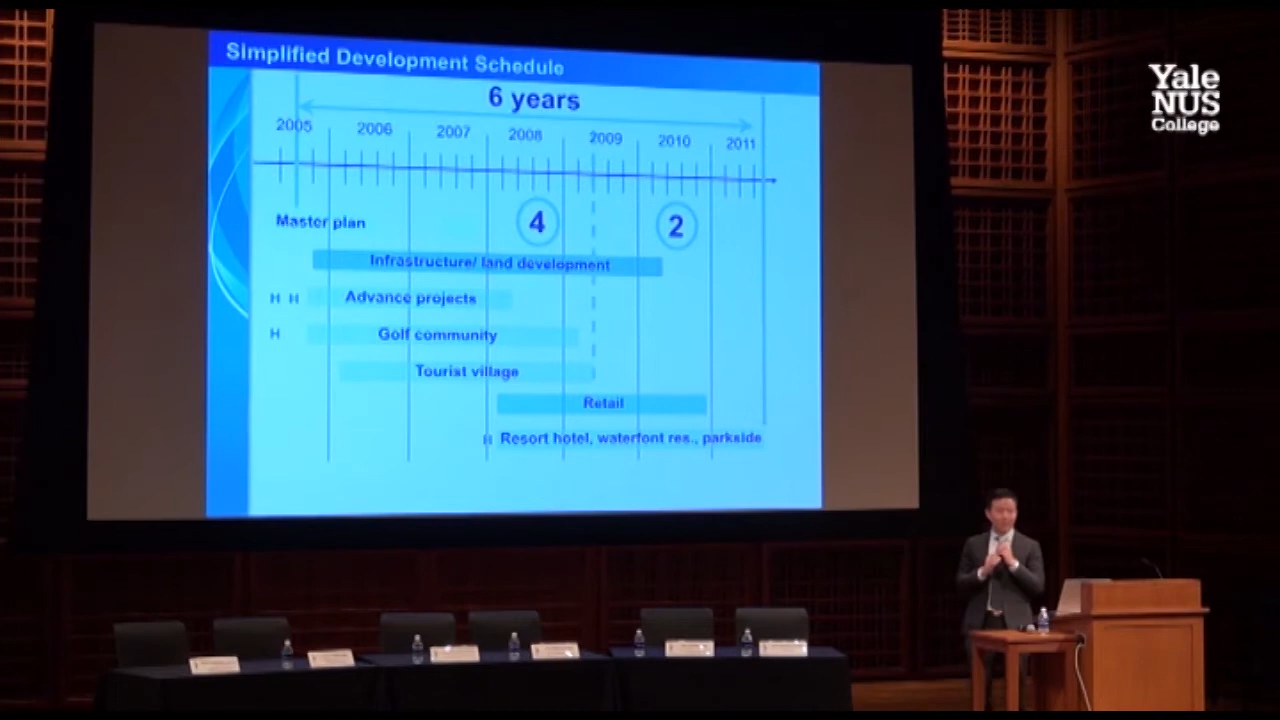 Simplified Development Schedule
6 years
2005 2006 2007 2008 2009 2010 2011
Master plan
4
2
Infrastructure/ land development
H H Advance projects
H Golf community
Tourist village
Retail
H Resort hotel, waterfont res., parkside
Yale
NUS
College